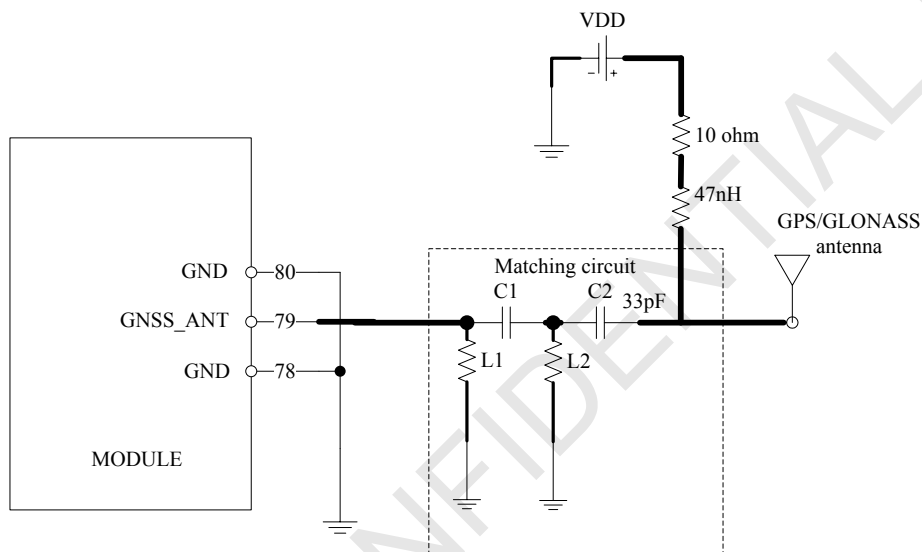 VDD
- +
10 ohm
47nH
GPS/GLONASS
antenna
Matching circuit
C1 C2 33pF
GND 80
GNSS_ANT 79
GND 78
L1 L2
MODULE
ONFIDENTIAL